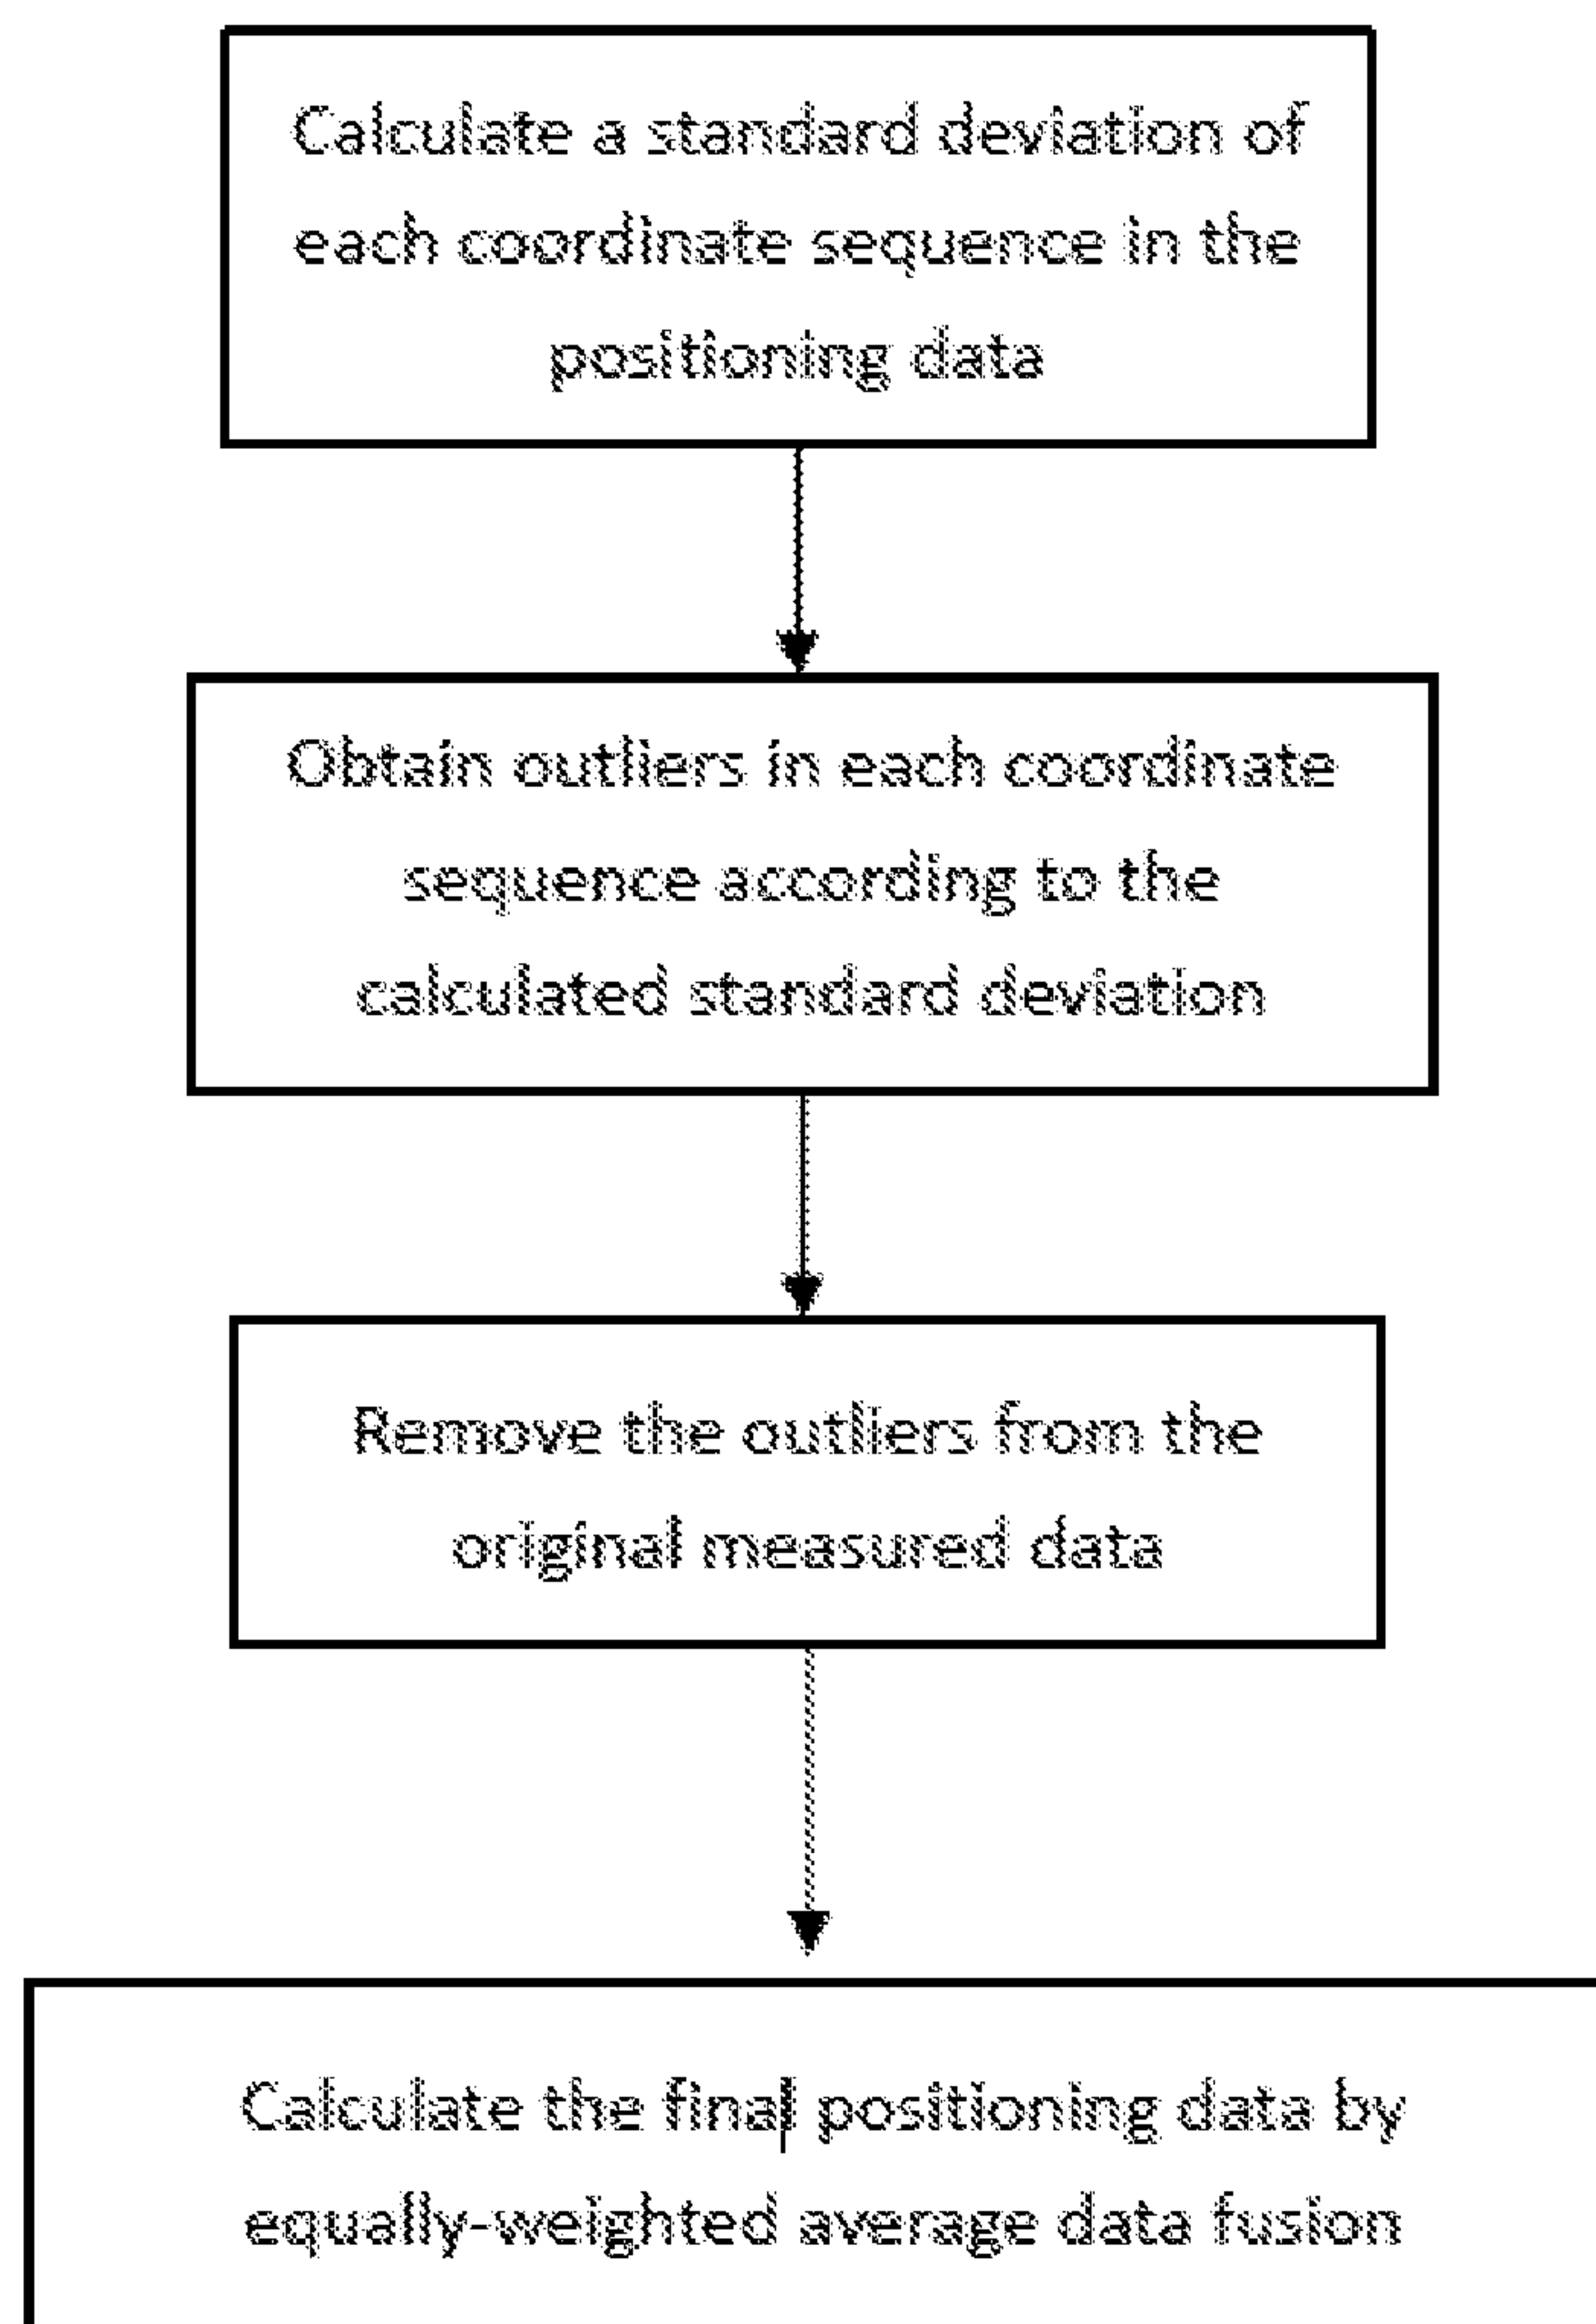 Calculate a standard deviation of
each coordinate sequence in the
positioning data
Obtain outliers in each coordinate
sequence according to the
calculated standard deviation
Remove the outliers from the
original measured data
Calculate the final positioning data by
equally-weighted average data fusion